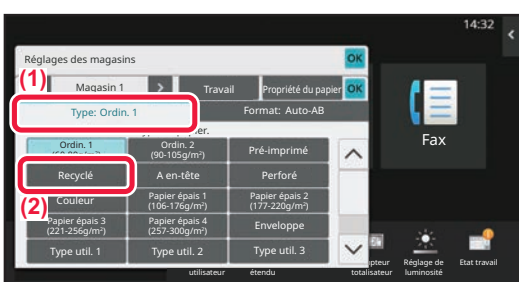 14:32
Réglages des magasins
OK
(1)
Magasin 1
>
Travail
Propriété du papier
OK
Type: Ordin. 1
Format: Auto-AB
Fax
Ordin. 1
Ordin. 2
(90-105g/m²)
Pré-imprimé
Recyclé
A en-tête
Perforé
(2)
Couleur
Papier épais 1
(106-176g/m²)
Papier épais 2
(177-220g/m²)
Papier épais 3
(221-256g/m²)
Papier épais 4
(257-300g/m²)
Enveloppe
Type util. 1
Type util. 2
Type util. 3
utilisateur
étendu
totalisateur
Réglage de
luminosité
Etat travail